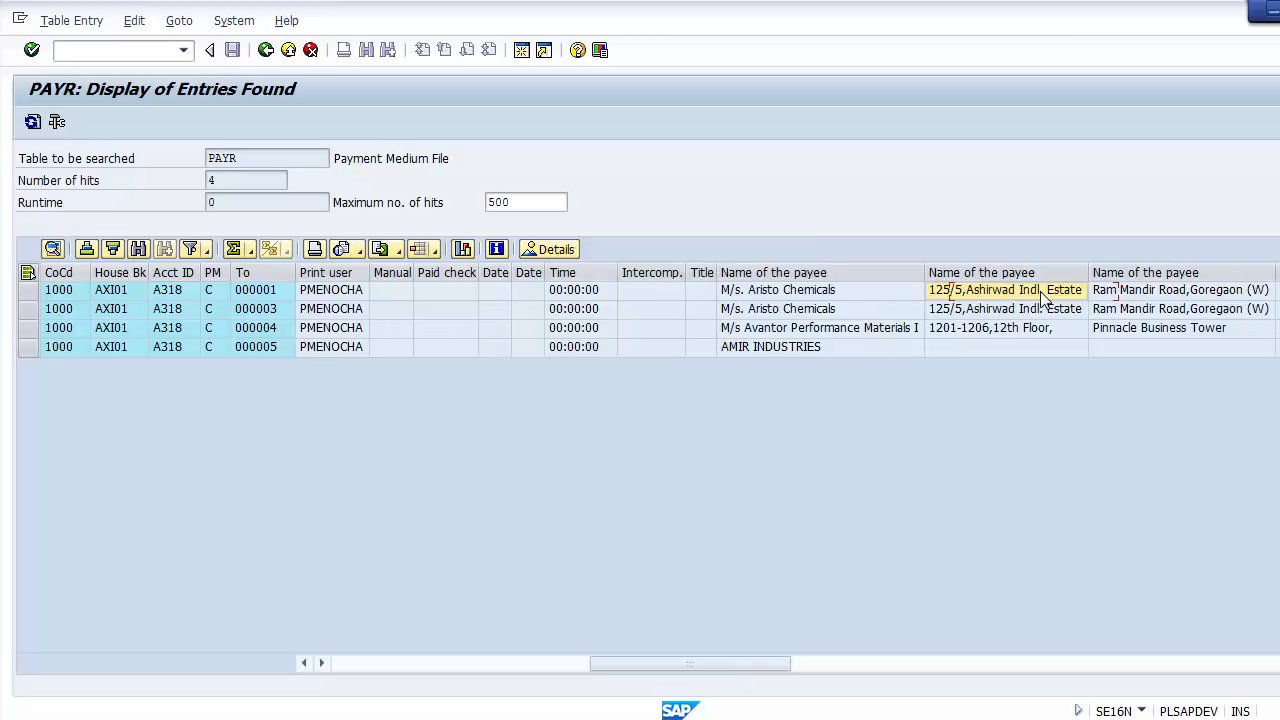 Table Entry Edit Goto System Help
PAYR: Display of Entries Found
Table to be searched PAYR Payment Medium File
Number of hits 4
Runtime 0 Maximum no. of hits 500
Details
CoCd House Bk Acct ID PM To Print user Manual Paid check Date Date Time Intercomp. Title Name of the payee Name of the payee Name of the payee
1000 AXI01 A318 C 000001 PMENOCHA 00:00:00 M/s. Aristo Chemicals 125/5,Ashirwad Indl. Estate Ram Mandir Road,Goregaon (W)
1000 AXI01 A318 C 000003 PMENOCHA 00:00:00 M/s. Aristo Chemicals 125/5,Ashirwad Indl. Estate Ram Mandir Road,Goregaon (W)
1000 AXI01 A318 C 000004 PMENOCHA 00:00:00 M/s Avantor Performance Materials I 1201-1206,12th Floor, Pinnacle Business Tower
1000 AXI01 A318 C 000005 PMENOCHA 00:00:00 AMIR INDUSTRIES
SAP SE16N PLSAPDEV INS